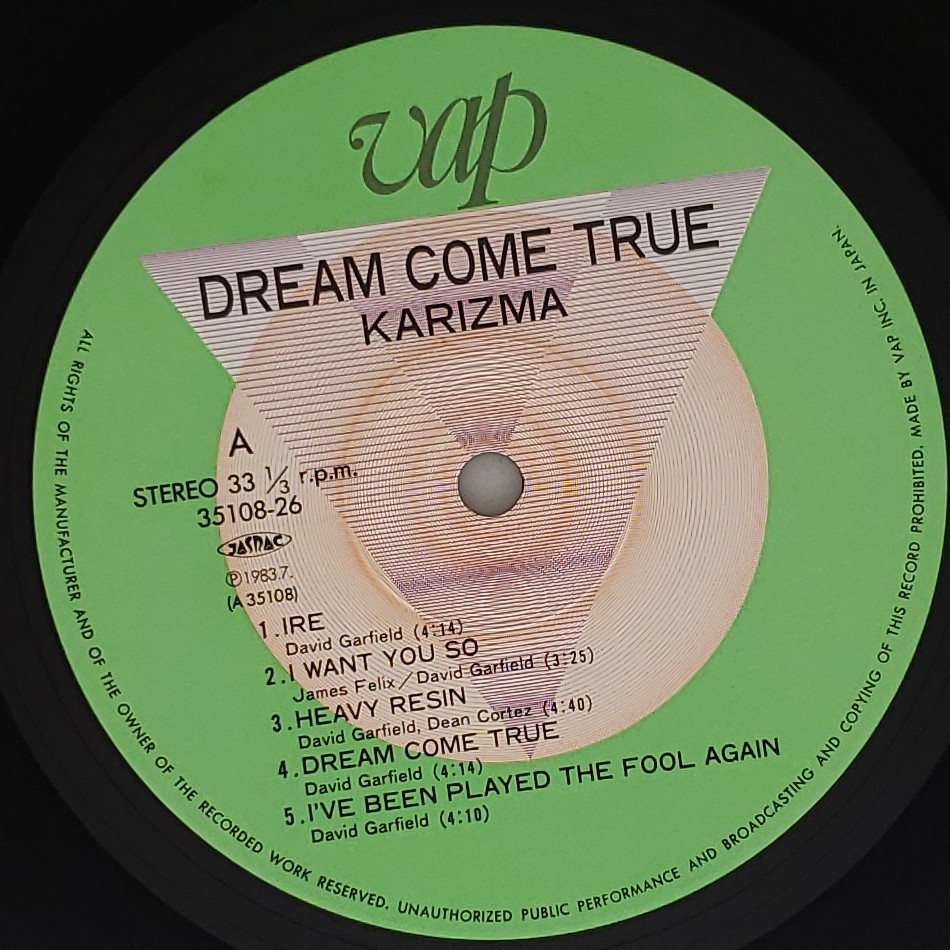 vap
DREAM COME TRUE
KARIZMA
A
STEREO 33 1/3 r.p.m.
35108-26
JASRAC
Ⓟ1983.7.
(A 35108)
1.IRE
David Garfield (4:14)
2.I WANT YOU SO
James Felix/David Garfield (3:25)
3.HEAVY RESIN
David Garfield, Dean Cortez (4:40)
4.DREAM COME TRUE
David Garfield (4:14)
5.I'VE BEEN PLAYED THE FOOL AGAIN
David Garfield (4:10)
ALL RIGHTS OF THE MANUFACTURER AND OF THE OWNER OF THE RECORDED WORK RESERVED. UNAUTHORIZED PUBLIC PERFORMANCE AND BROADCASTING AND COPYING OF THIS RECORD PROHIBITED. MADE BY VAP INC. IN JAPAN.